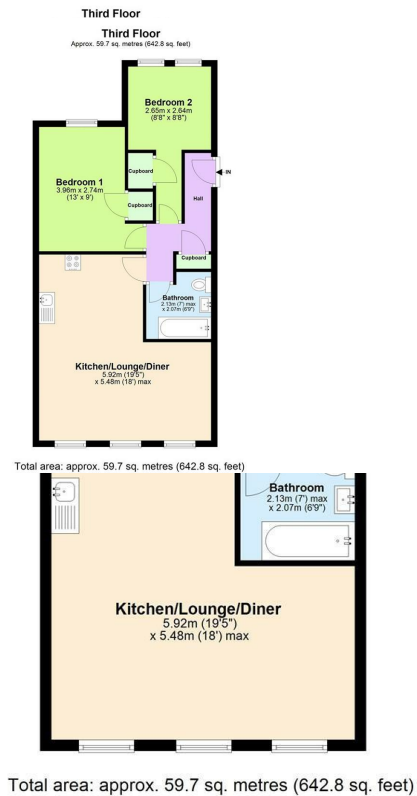 Third Floor
Third Floor
Approx. 59.7 sq. metres (642.8 sq. feet)
Bedroom 2
2.65m x 2.64m
(8'8" x 8'8")
Cupboard
IN
Bedroom 1
3.96m x 2.74m
(13' x 9')
Hall
Cupboard
Cupboard
Bathroom
2.13m (7') max
x 2.07m (6'9")
Kitchen/Lounge/Diner
5.92m (19'5")
x 5.48m (18') max
Total area: approx. 59.7 sq. metres (642.8 sq. feet)
Bathroom
2.13m (7') max
x 2.07m (6'9")
Kitchen/Lounge/Diner
5.92m (19'5")
x 5.48m (18') max
Total area: approx. 59.7 sq. metres (642.8 sq. feet)